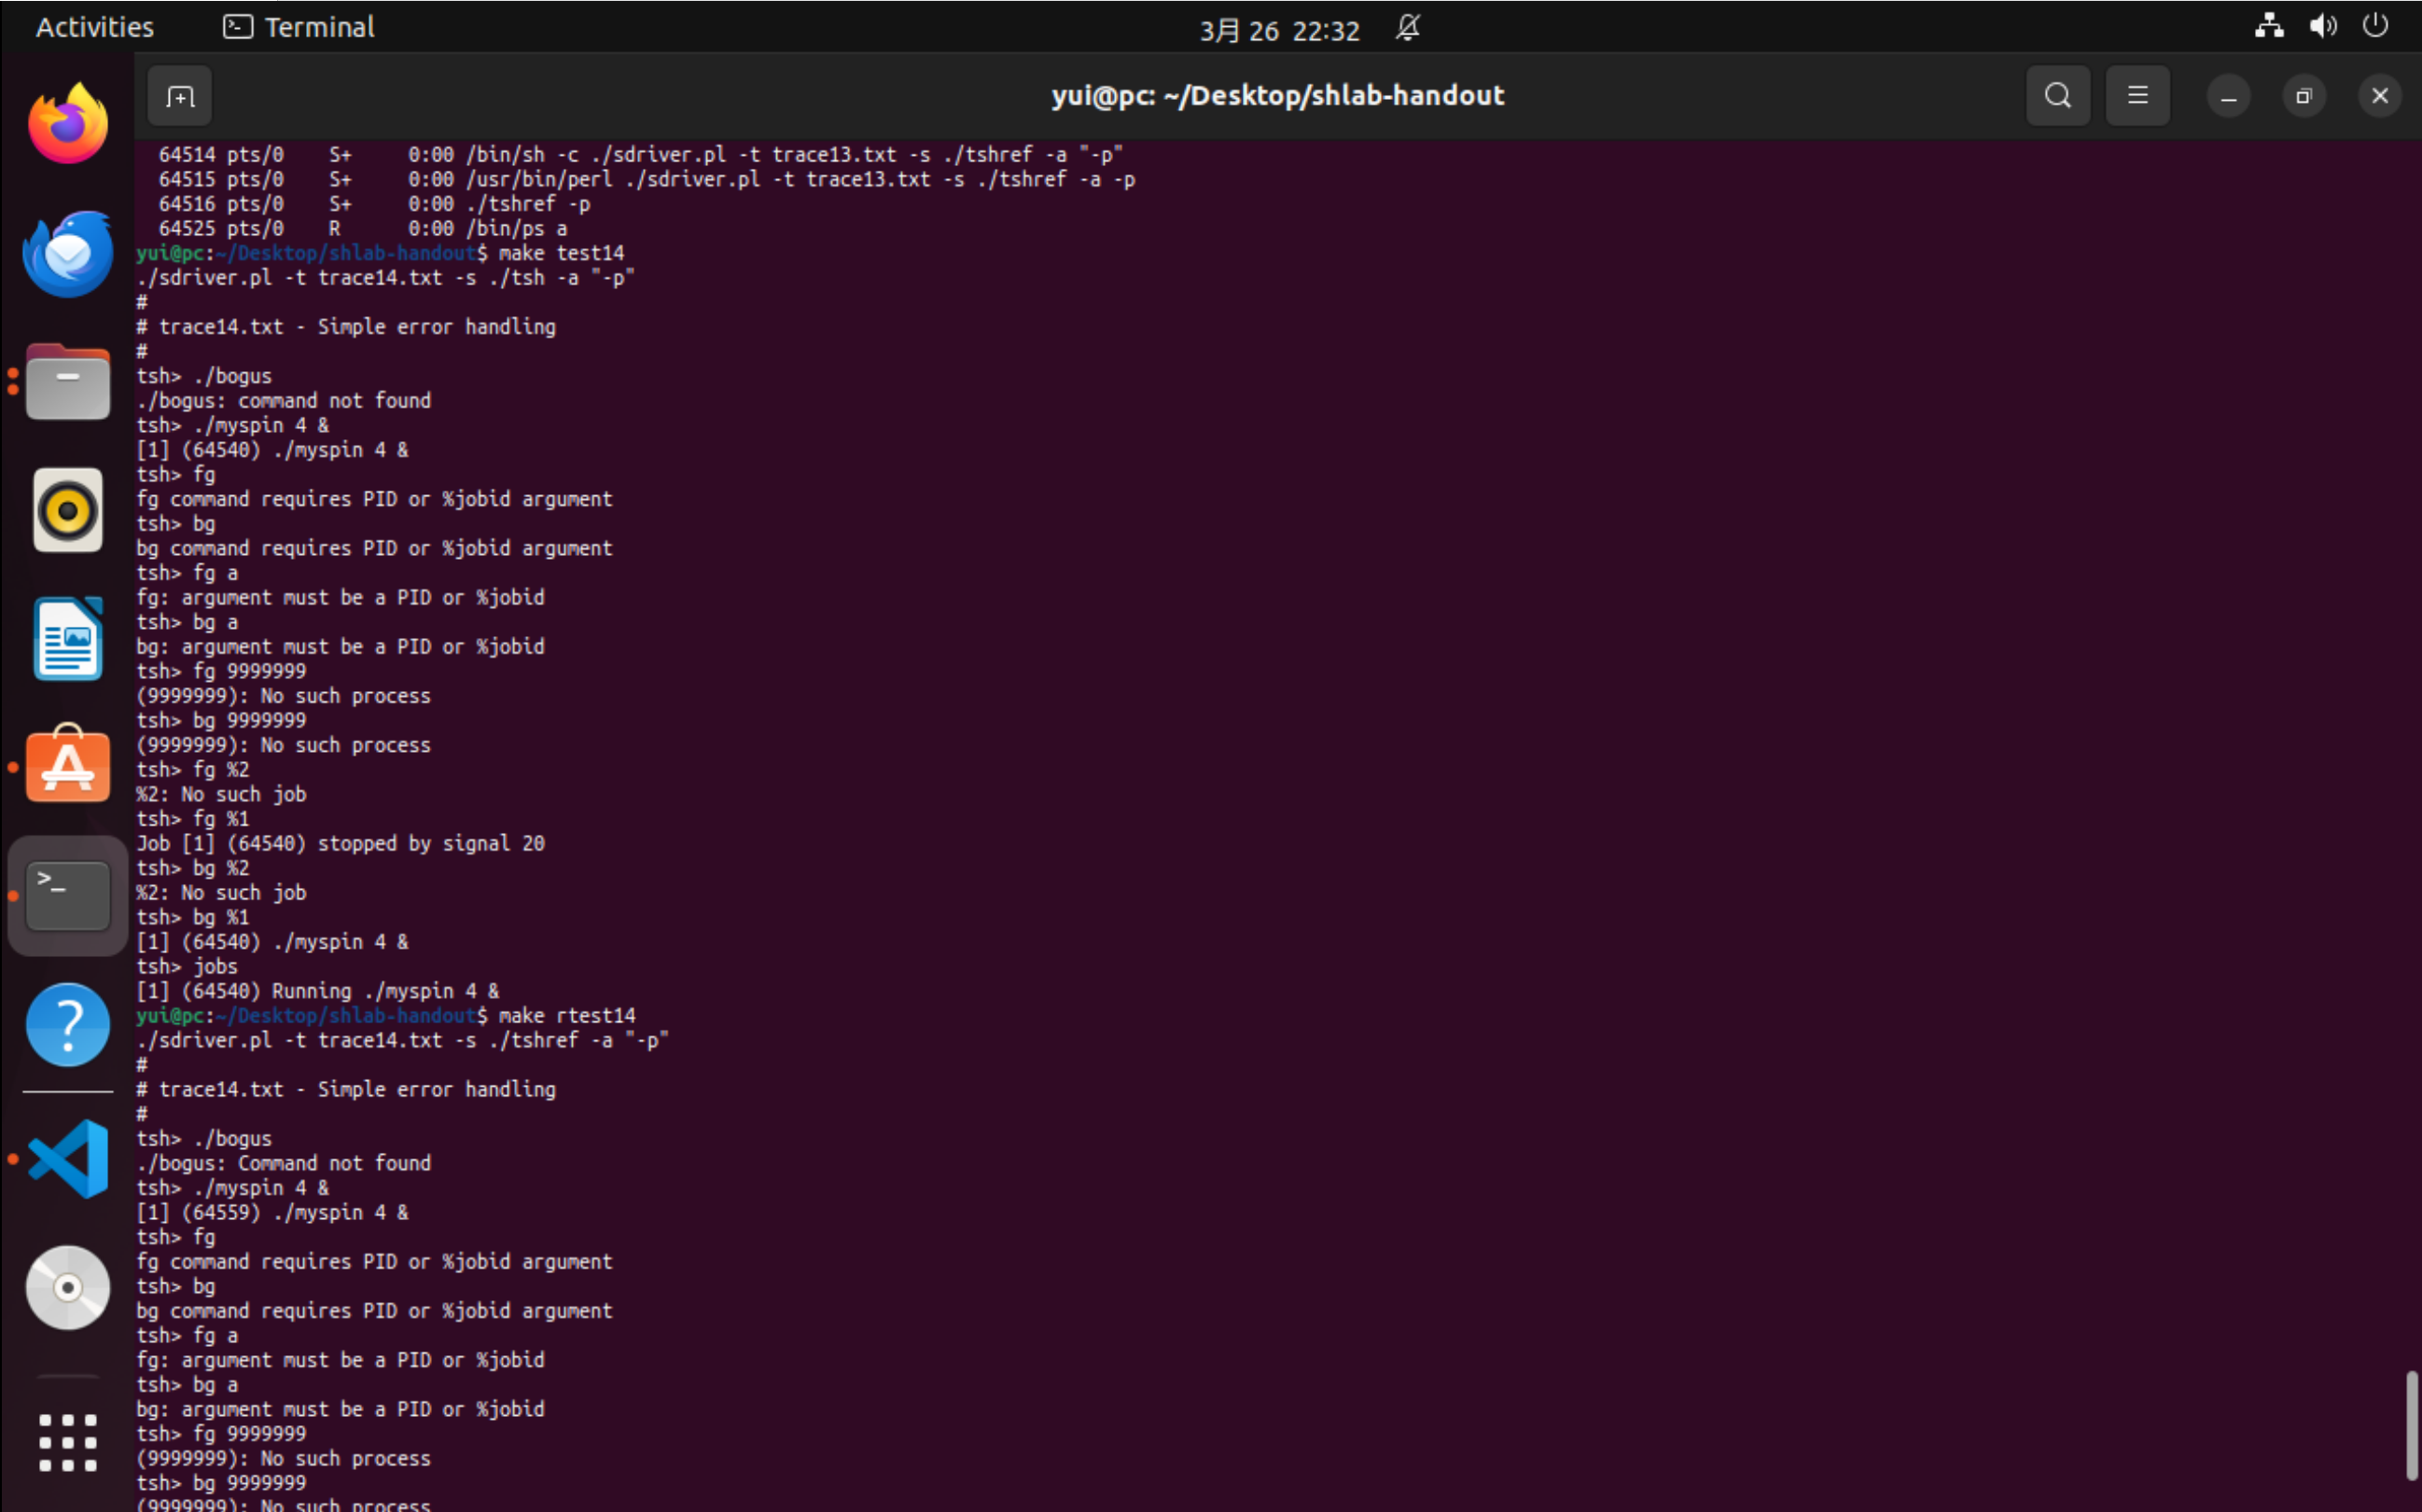 Activities
Terminal
3月 26 22:32
yui@pc: ~/Desktop/shlab-handout
64514 pts/0    S+     0:00 /bin/sh -c ./sdriver.pl -t trace13.txt -s ./tshref -a "-p"
64515 pts/0    S+     0:00 /usr/bin/perl ./sdriver.pl -t trace13.txt -s ./tshref -a -p
64516 pts/0    S+     0:00 ./tshref -p
64525 pts/0    R      0:00 /bin/ps a
yui@pc:~/Desktop/shlab-handout$ make test14
./sdriver.pl -t trace14.txt -s ./tsh -a "-p"
#
# trace14.txt - Simple error handling
#
tsh> ./bogus
./bogus: command not found
tsh> ./myspin 4 &
[1] (64540) ./myspin 4 &
tsh> fg
fg command requires PID or %jobid argument
tsh> bg
bg command requires PID or %jobid argument
tsh> fg a
fg: argument must be a PID or %jobid
tsh> bg a
bg: argument must be a PID or %jobid
tsh> fg 9999999
(9999999): No such process
tsh> bg 9999999
(9999999): No such process
tsh> fg %2
%2: No such job
tsh> fg %1
Job [1] (64540) stopped by signal 20
tsh> bg %2
%2: No such job
tsh> bg %1
[1] (64540) ./myspin 4 &
tsh> jobs
[1] (64540) Running ./myspin 4 &
yui@pc:~/Desktop/shlab-handout$ make rtest14
./sdriver.pl -t trace14.txt -s ./tshref -a "-p"
#
# trace14.txt - Simple error handling
#
tsh> ./bogus
./bogus: Command not found
tsh> ./myspin 4 &
[1] (64559) ./myspin 4 &
tsh> fg
fg command requires PID or %jobid argument
tsh> bg
bg command requires PID or %jobid argument
tsh> fg a
fg: argument must be a PID or %jobid
tsh> bg a
bg: argument must be a PID or %jobid
tsh> fg 9999999
(9999999): No such process
tsh> bg 9999999
(9999999): No such process